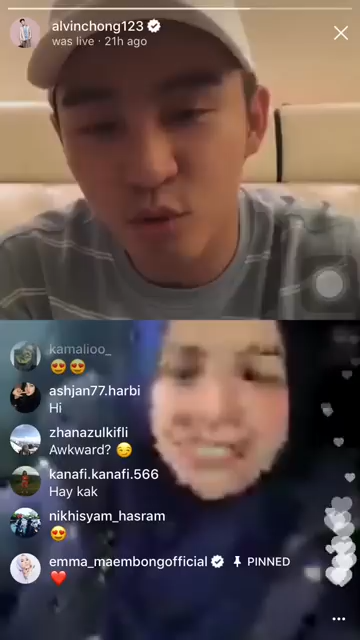 alvinchong123
was live · 21h ago
kamalioo_
😍😍
ashjan77.harbi
Hi
zhanazulkifli
Awkward? 😏
kanafi.kanafi.566
Hay kak
nikhisyam_hasram
😍
emma_maembongofficial PINNED
❤️